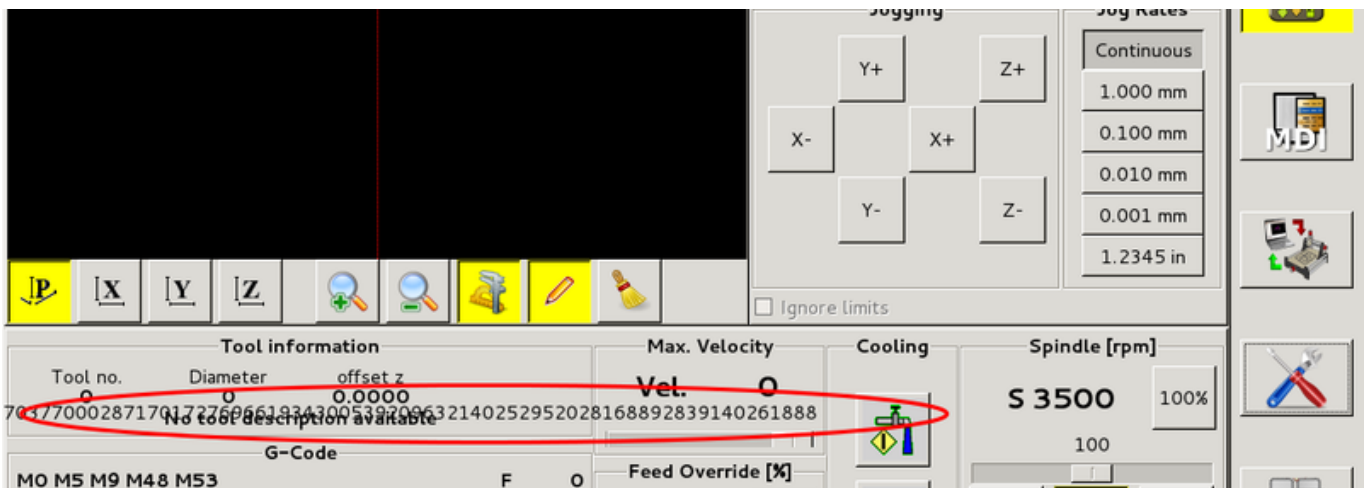 Jogging
Jog Rates
Continuous
Y+
Z+
1.000 mm
X-
X+
0.100 mm
0.010 mm
Y-
Z-
0.001 mm
1.2345 in
MDI
P
X
Y
Z
Ignore limits
Tool information
Tool no.
Diameter
offset z
0
0
0.0000
No tool description available
Max. Velocity
Vel. 0
Cooling
Spindle [rpm]
S 3500
100%
100
G-Code
M0 M5 M9 M48 M53
F 0
Feed Override [%]